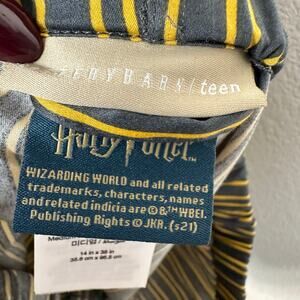 TERYBARN/teen
Harry Potter
WIZARDING WORLD and all related
trademarks, characters, names
and related indicia are © & ™ WBEI.
Publishing Rights © JKR. (s21)
14 in x 38 in